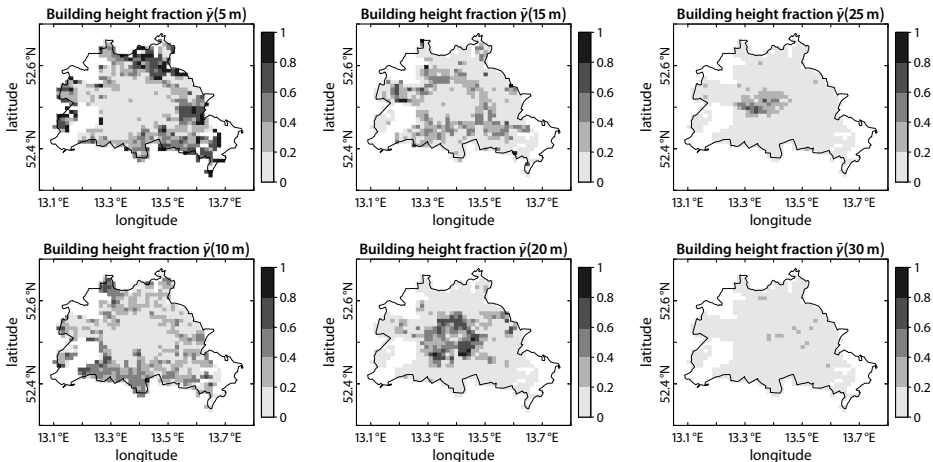 Building height fraction γ̄(5 m)
52.6 °N
52.4 °N
latitude
13.1 °E 13.3 °E 13.5 °E 13.7 °E
longitude
1
0.8
0.6
0.4
0.2
0
Building height fraction γ̄(15 m)
52.6 °N
52.4 °N
latitude
13.1 °E 13.3 °E 13.5 °E 13.7 °E
longitude
1
0.8
0.6
0.4
0.2
0
Building height fraction γ̄(25 m)
52.6 °N
52.4 °N
latitude
13.1 °E 13.3 °E 13.5 °E 13.7 °E
longitude
1
0.8
0.6
0.4
0.2
0
Building height fraction γ̄(10 m)
52.6 °N
52.4 °N
latitude
13.1 °E 13.3 °E 13.5 °E 13.7 °E
longitude
1
0.8
0.6
0.4
0.2
0
Building height fraction γ̄(20 m)
52.6 °N
52.4 °N
latitude
13.1 °E 13.3 °E 13.5 °E 13.7 °E
longitude
1
0.8
0.6
0.4
0.2
0
Building height fraction γ̄(30 m)
52.6 °N
52.4 °N
latitude
13.1 °E 13.3 °E 13.5 °E 13.7 °E
longitude
1
0.8
0.6
0.4
0.2
0